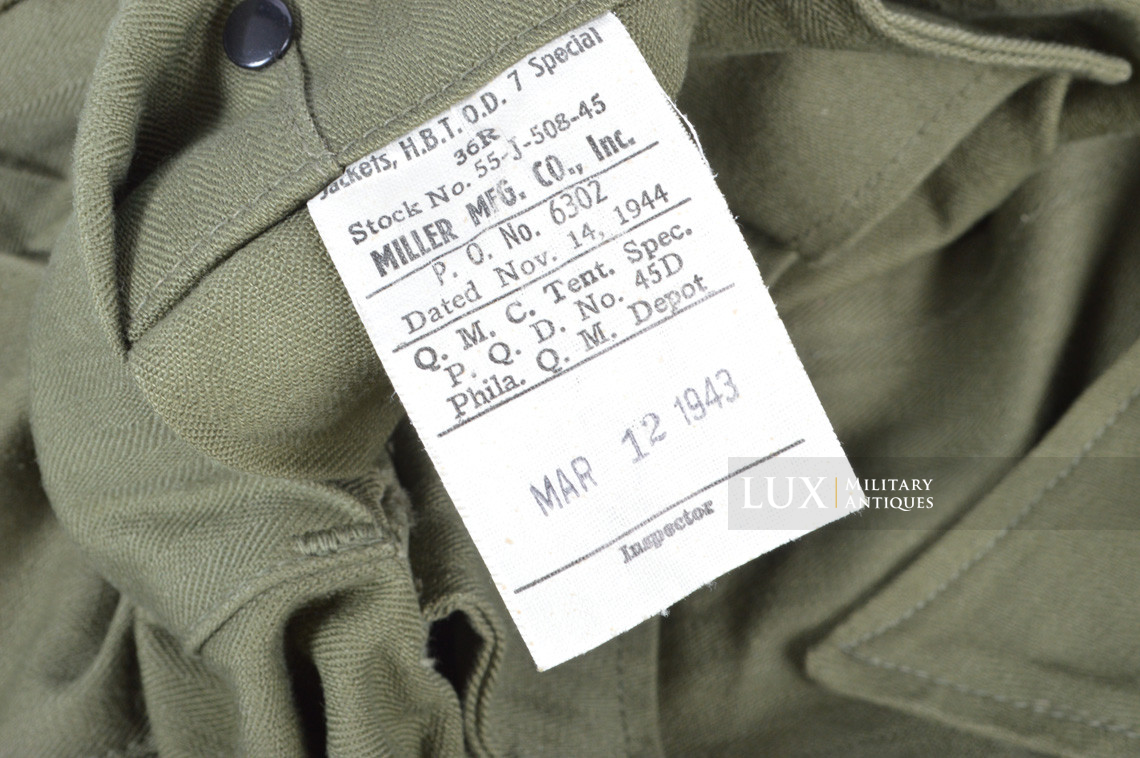 Jackets, H.B.T. O.D. 7 Special
36R
Stock No. 55-J-508-45
MILLER MFG. CO., Inc.
P. O. No. 6302
Dated Nov. 14, 1944
Q. M. C. Tent. Spec.
P. Q. D. No. 45D
Phila. Q. M. Depot
MAR 12 1943
Inspector
LUX MILITARY
ANTIQUES